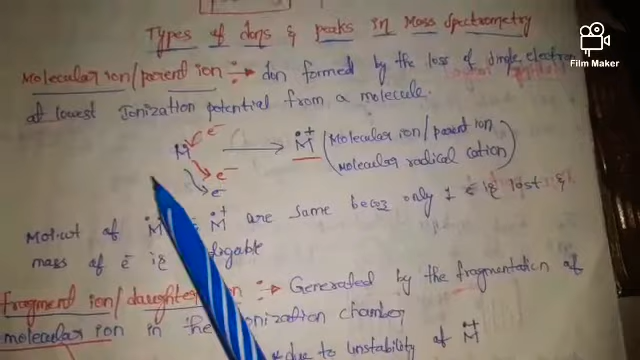 Types of Ions & peaks in Mass Spectrometry
Film Maker
Molecular ion/parent ion → Ion formed by the loss of single electron
at lowest Ionization potential from a molecule.
e⁻
M → M•⁺ (Molecular ion/parent ion
Molecular radical cation)
e⁻
e⁻
Mol.wt of M M•⁺ are same becoz only 1 e⁻ is lost &
mass of e⁻ is
fragment ion/daughter → Generated by the fragmentation of
molecular ion in the ionization chamber
due to Instability of M•⁺